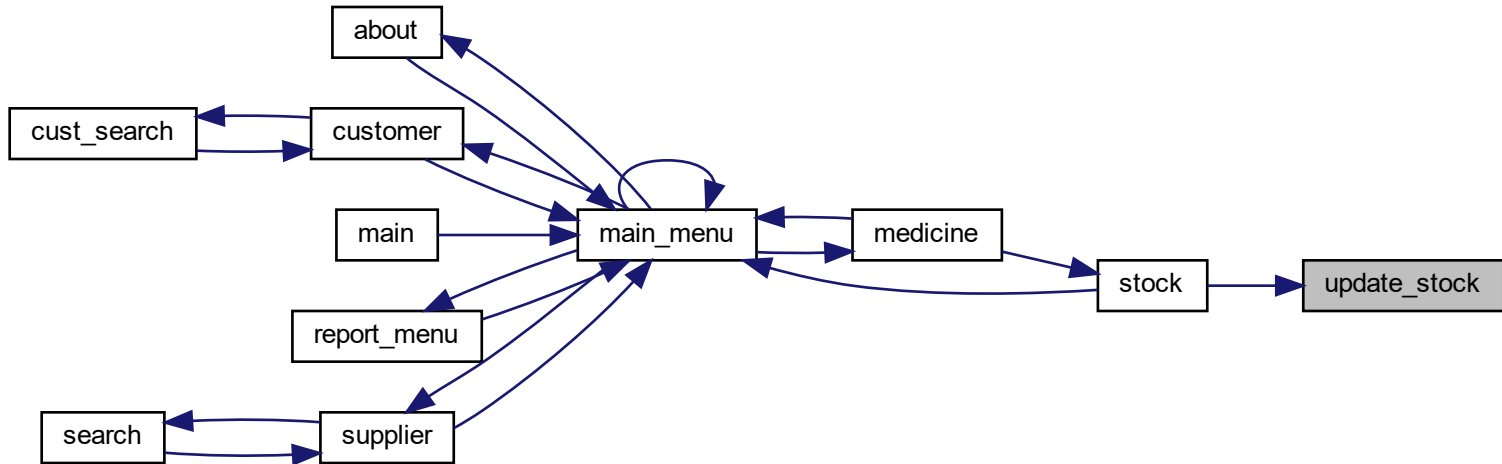 about
cust_search
customer
main
main_menu
medicine
stock
update_stock
report_menu
search
supplier